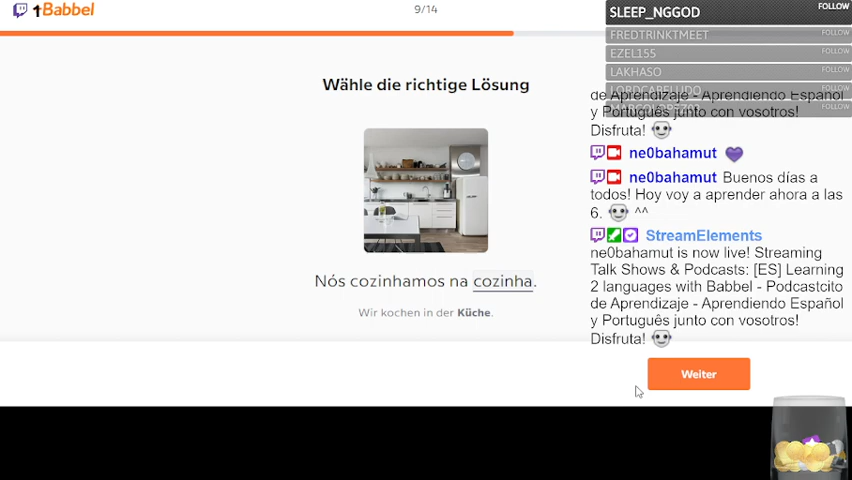 Babbel
9/14
Wähle die richtige Lösung
Nós cozinhamos na cozinha.
Wir kochen in der Küche.
Weiter
SLEEP_NGGOD FOLLOW
FREDTRINKTMEET FOLLOW
EZEL155 FOLLOW
LAKHASO FOLLOW
LORDCABELUDO FOLLOW
FOLLOW
de Aprendizaje - Aprendiendo Español
y Português junto con vosotros!
Disfruta!
ne0bahamut
ne0bahamut Buenos días a
todos! Hoy voy a aprender ahora a las
6. ^^
StreamElements
ne0bahamut is now live! Streaming
Talk Shows & Podcasts: [ES] Learning
2 languages with Babbel - Podcastcito
de Aprendizaje - Aprendiendo Español
y Português junto con vosotros!
Disfruta!